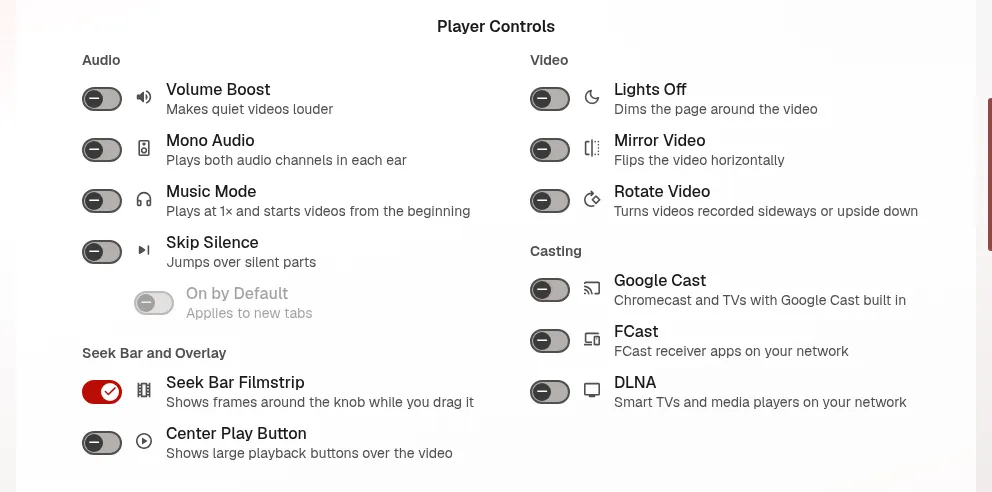 Player Controls
Audio
Volume Boost
Makes quiet videos louder
Mono Audio
Plays both audio channels in each ear
Music Mode
Plays at 1× and starts videos from the beginning
Skip Silence
Jumps over silent parts
On by Default
Applies to new tabs
Seek Bar and Overlay
Seek Bar Filmstrip
Shows frames around the knob while you drag it
Center Play Button
Shows large playback buttons over the video
Video
Lights Off
Dims the page around the video
Mirror Video
Flips the video horizontally
Rotate Video
Turns videos recorded sideways or upside down
Casting
Google Cast
Chromecast and TVs with Google Cast built in
FCast
FCast receiver apps on your network
DLNA
Smart TVs and media players on your network